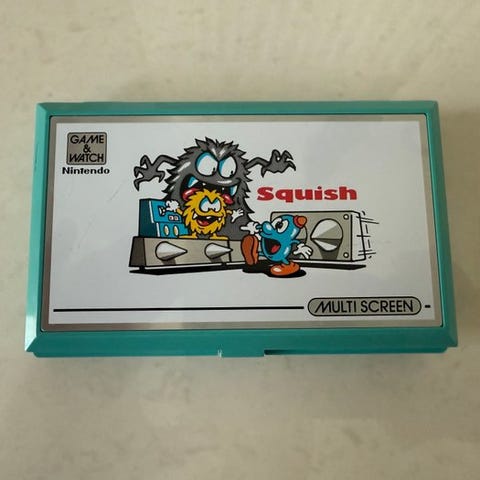 GAME
&
WATCH
Nintendo
Squish
MULTI SCREEN